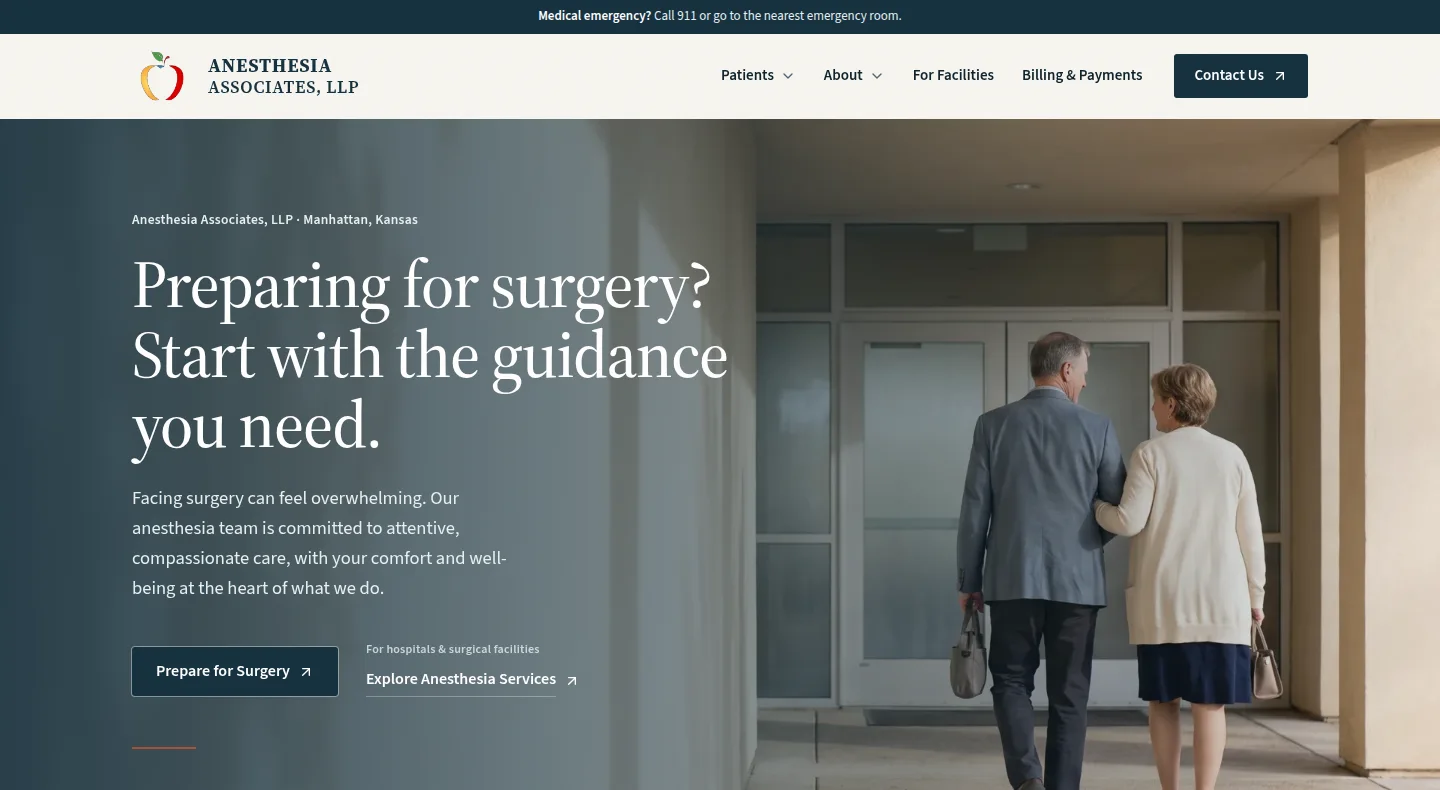 Medical emergency? Call 911 or go to the nearest emergency room.
ANESTHESIA
ASSOCIATES, LLP
Patients
About
For Facilities
Billing & Payments
Contact Us
Anesthesia Associates, LLP · Manhattan, Kansas
Preparing for surgery?
Start with the guidance
you need.
Facing surgery can feel overwhelming. Our
anesthesia team is committed to attentive,
compassionate care, with your comfort and well-
being at the heart of what we do.
Prepare for Surgery
For hospitals & surgical facilities
Explore Anesthesia Services